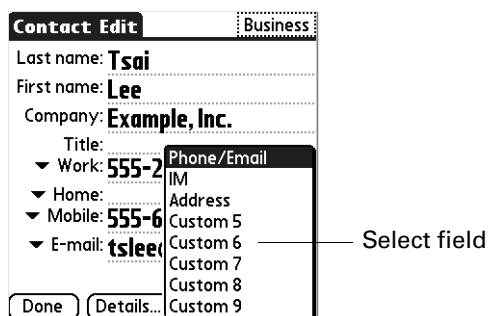 Contact Edit Business
Last name: Tsai
First name: Lee
Company: Example, Inc.
Title:
Work: 555-2
Home:
Mobile: 555-6
E-mail: tslee
Phone/Email
IM
Address
Custom 5
Custom 6
Custom 7
Custom 8
Custom 9
Select field
Done Details...